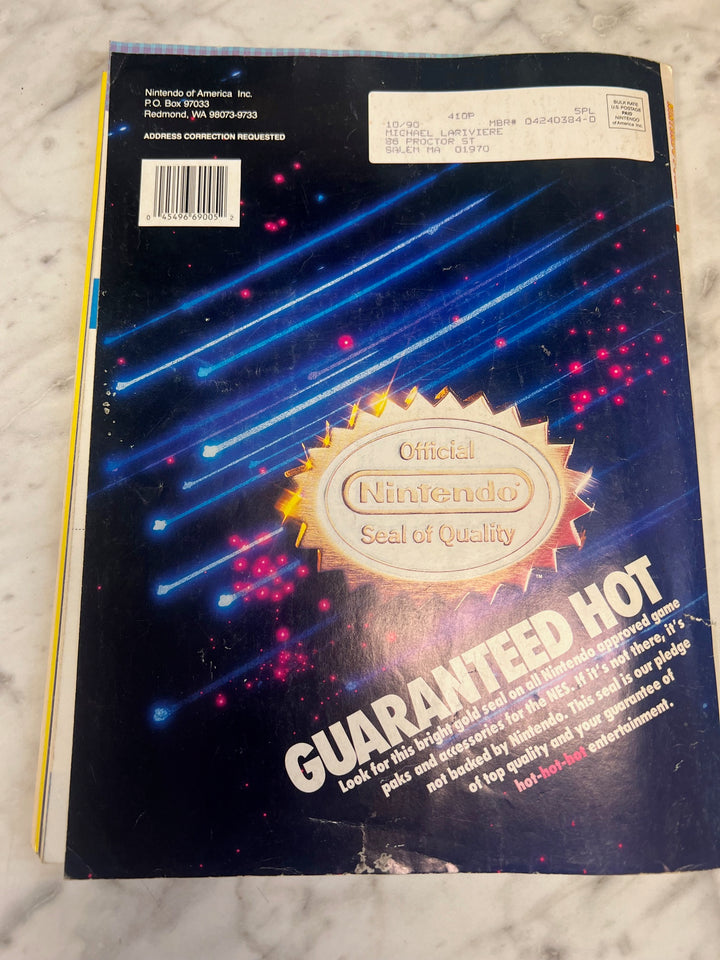 Nintendo of America Inc.
P.O. Box 97033
Redmond, WA 98073-9733
ADDRESS CORRECTION REQUESTED
0 45496 69005 2
410P 5PL
10/90 MBR# 04240384-0
MICHAEL LARIVIERE
86 PROCTOR ST
SALEM MA 01970
BULK RATE
U.S. POSTAGE
PAID
NINTENDO
of America Inc.
Official
Nintendo
Seal of Quality
TM
GUARANTEED HOT
Look for this bright gold seal on all Nintendo approved game
paks and accessories for the NES. If it's not there, it's
not backed by Nintendo. This seal is our pledge
of top quality and your guarantee of
hot-hot-hot entertainment.